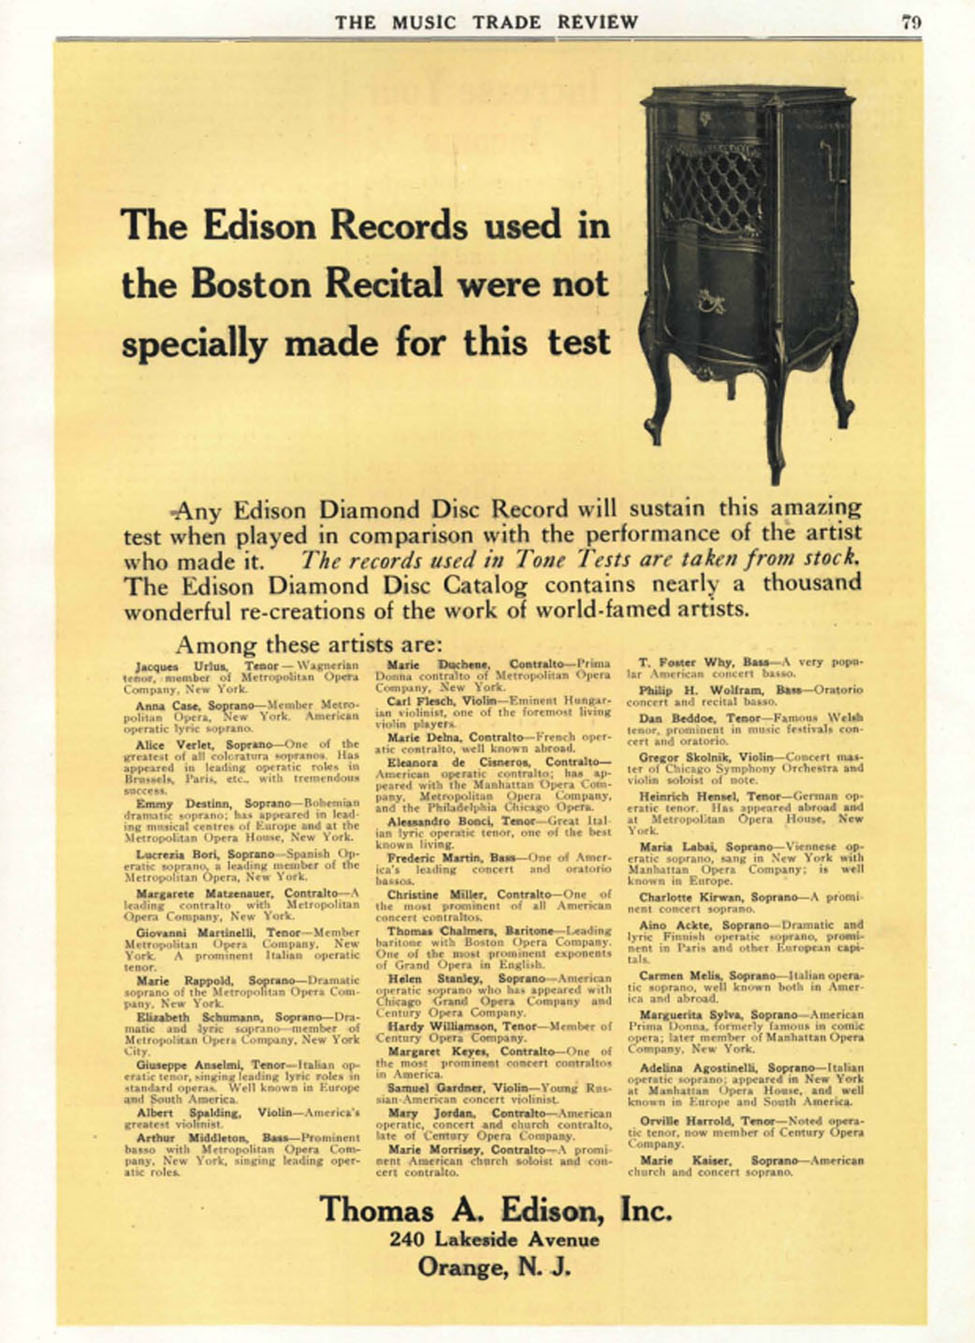 THE MUSIC TRADE REVIEW
79
The Edison Records used in
the Boston Recital were not
specially made for this test
Any Edison Diamond Disc Record will sustain this amazing
test when played in comparison with the performance of the artist
who made it. The records used in Tone Tests are taken from stock.
The Edison Diamond Disc Catalog contains nearly a thousand
wonderful re-creations of the work of world-famed artists.
Among these artists are:
Jacques Urlus, Tenor—Wagnerian
tenor, member of Metropolitan Opera
Company, New York.
Anna Case, Soprano—Member Metro-
politan Opera, New York. American
operatic lyric soprano.
Alice Verlet, Soprano—One of the
greatest of all coloratura sopranos. Has
appeared in leading operatic roles in
Brussels, Paris, etc., with tremendous
success.
Emmy Destinn, Soprano—Bohemian
dramatic soprano; has appeared in lead-
ing musical centres of Europe and at the
Metropolitan Opera House, New York.
Lucrezia Bori, Soprano—Spanish Op-
eratic soprano, a leading member of the
Metropolitan Opera, New York.
Margarete Matzenauer, Contralto—A
leading contralto with Metropolitan
Opera Company, New York.
Giovanni Martinelli, Tenor—Member
Metropolitan Opera Company, New
York. A prominent Italian operatic
tenor.
Marie Rappold, Soprano—Dramatic
soprano of the Metropolitan Opera Com-
pany, New York.
Elizabeth Schumann, Soprano—Dra-
matic and lyric soprano—member of
Metropolitan Opera Company, New York
City.
Giuseppe Anselmi, Tenor—Italian op-
eratic tenor, singing leading lyric roles in
standard operas. Well known in Europe
and South America.
Albert Spalding, Violin—America's
greatest violinist.
Arthur Middleton, Bass—Prominent
basso with Metropolitan Opera Com-
pany, New York, singing leading oper-
atic roles.
Marie Duchene, Contralto—Prima
Donna contralto of Metropolitan Opera
Company, New York.
Carl Flesch, Violin—Eminent Hungar-
ian violinist, one of the foremost living
violin players.
Marie Delna, Contralto—French oper-
atic contralto, well known abroad.
Eleanora de Cisneros, Contralto—
American operatic contralto; has ap-
peared with the Manhattan Opera Com-
pany, Metropolitan Opera Company,
and the Philadelphia Chicago Opera.
Alessandro Bonci, Tenor—Great Ital-
ian lyric operatic tenor, one of the best
known living.
Frederic Martin, Bass—One of Amer-
ica's leading concert and oratorio
bassos.
Christine Miller, Contralto—One of
the most prominent of all American
concert contraltos.
Thomas Chalmers, Baritone—Leading
baritone with Boston Opera Company.
One of the most prominent exponents
of Grand Opera in English.
Helen Stanley, Soprano—American
operatic soprano who has appeared with
Chicago Grand Opera Company and
Century Opera Company.
Hardy Williamson, Tenor—Member of
Century Opera Company.
Margaret Keyes, Contralto—One of
the most prominent concert contraltos
in America.
Samuel Gardner, Violin—Young Rus-
sian-American concert violinist.
Mary Jordan, Contralto—American
operatic, concert and church contralto,
late of Century Opera Company.
Marie Morrisey, Contralto—A promi-
nent American church soloist and con-
cert contralto.
T. Foster Why, Bass—A very popu-
lar American concert basso.
Philip H. Wolfram, Bass—Oratorio
concert and recital basso.
Dan Beddoe, Tenor—Famous Welsh
tenor, prominent in music festivals con-
cert and oratorio.
Gregor Skolnik, Violin—Concert mas-
ter of Chicago Symphony Orchestra and
violin soloist of note.
Heinrich Hensel, Tenor—German op-
eratic tenor. Has appeared abroad and
at Metropolitan Opera House, New
York.
Maria Labai, Soprano—Viennese op-
eratic soprano, sang in New York with
Manhattan Opera Company; is well
known in Europe.
Charlotte Kirwan, Soprano—A promi-
nent concert soprano.
Aino Ackte, Soprano—Dramatic and
lyric Finnish operatic soprano, promi-
nent in Paris and other European capi-
tals.
Carmen Melis, Soprano—Italian opera-
tic soprano, well known both in Amer-
ica and abroad.
Marguerita Sylva, Soprano—American
Prima Donna, formerly famous in comic
opera; later member of Manhattan Opera
Company, New York.
Adelina Agostinelli, Soprano—Italian
operatic soprano; appeared in New York
at Manhattan Opera House, and well
known in Europe and South America.
Orville Harrold, Tenor—Noted opera-
tic tenor, now member of Century Opera
Company.
Marie Kaiser, Soprano—American
church and concert soprano.
Thomas A. Edison, Inc.
240 Lakeside Avenue
Orange, N. J.